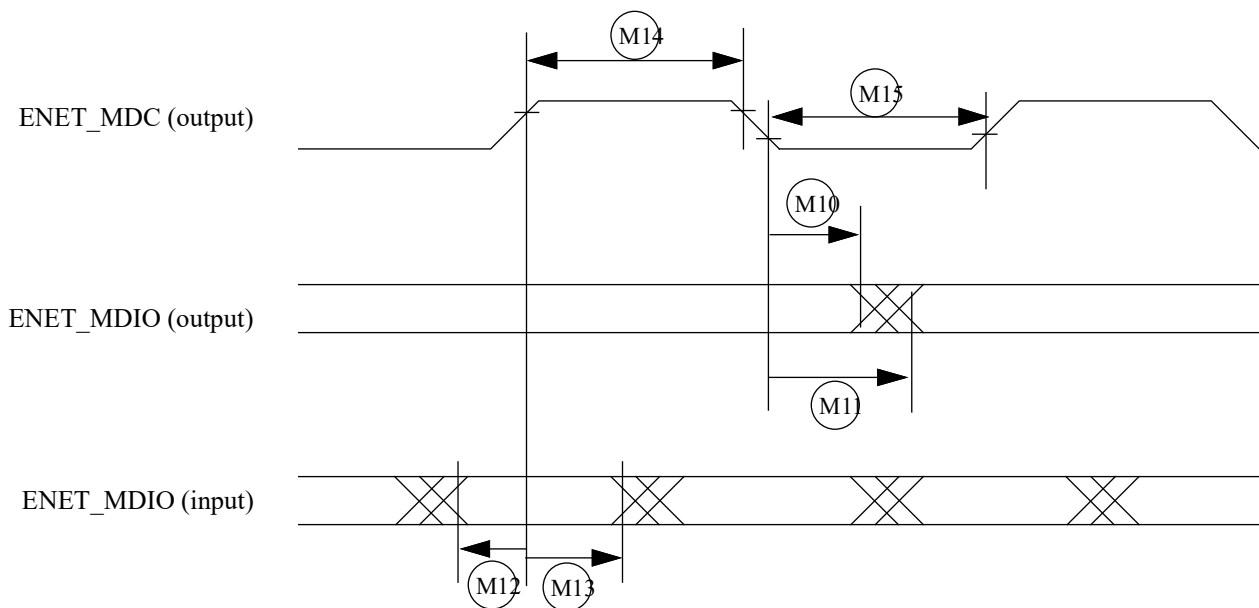 M14
M15
ENET_MDC (output)
M10
ENET_MDIO (output)
M11
ENET_MDIO (input)
M12
M13